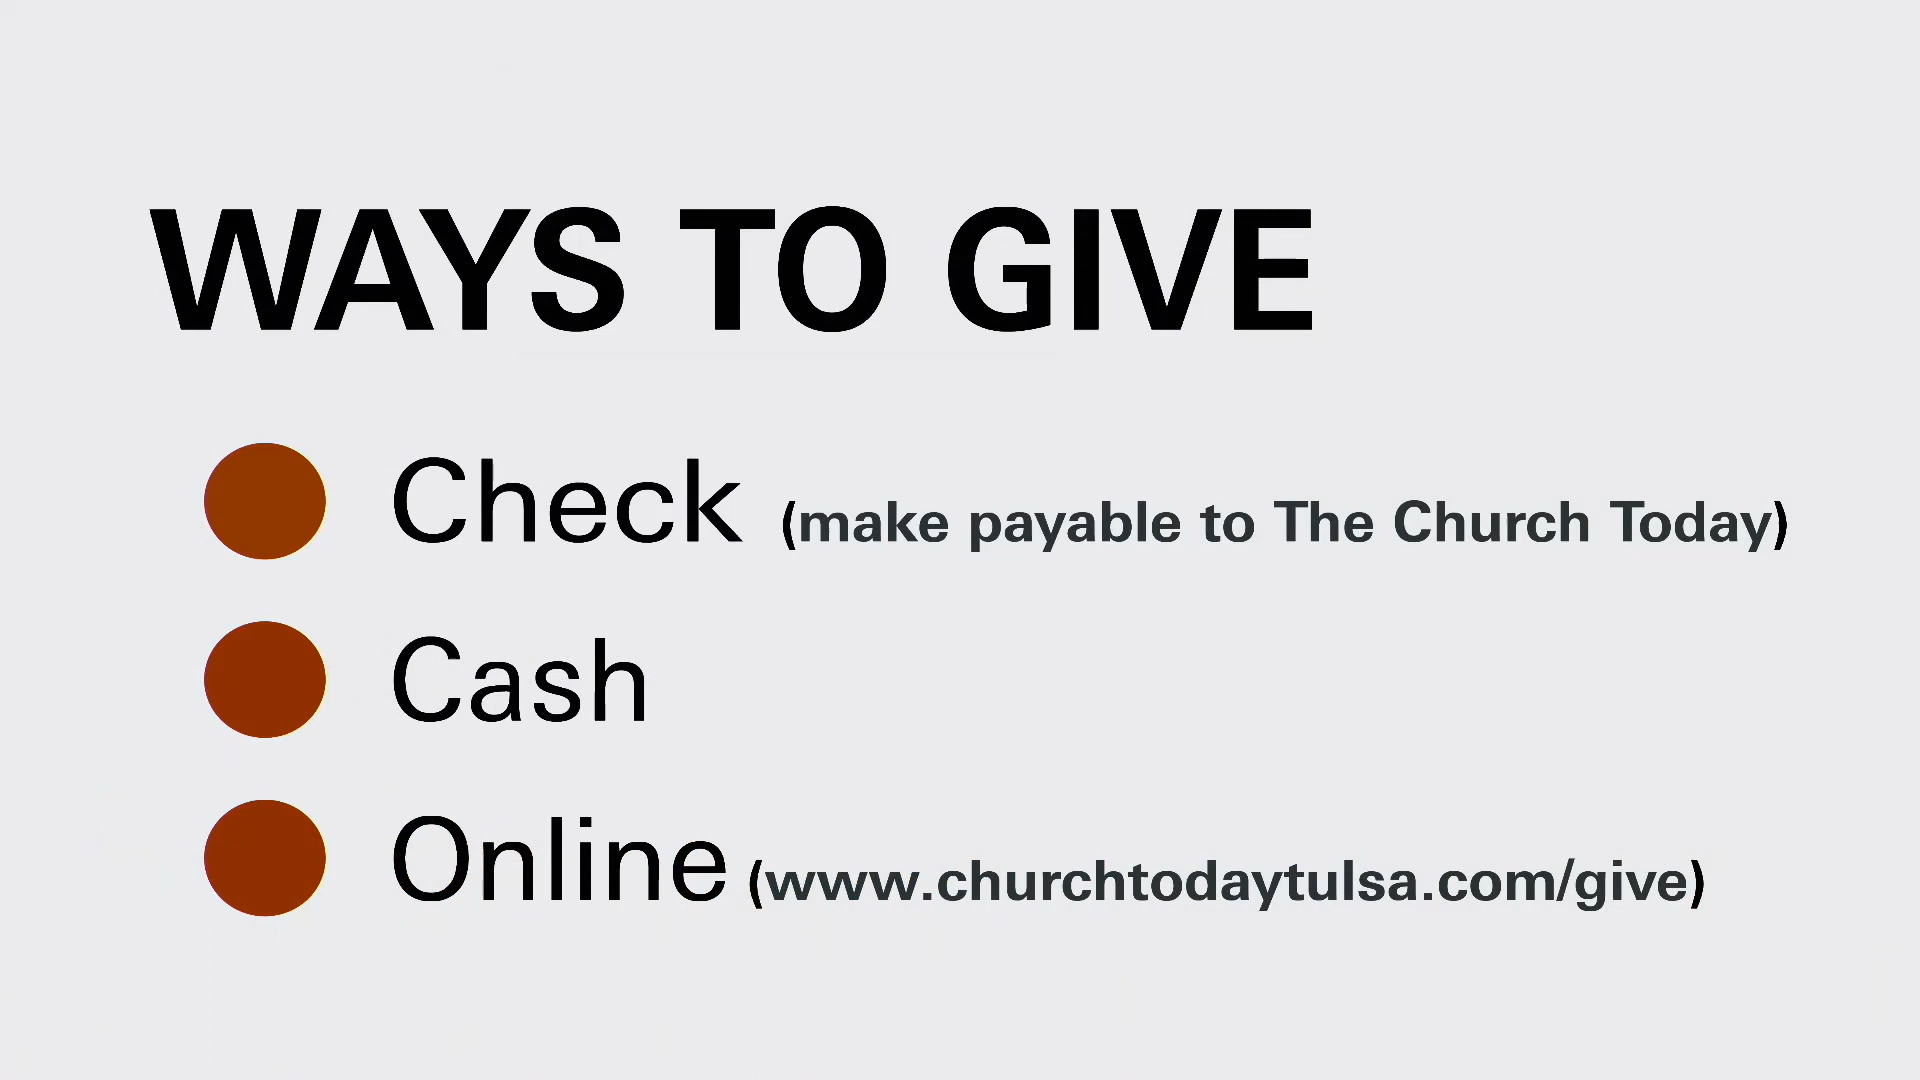 WAYS TO GIVE
Check (make payable to The Church Today)
Cash
Online (www.churchtodaytulsa.com/give)